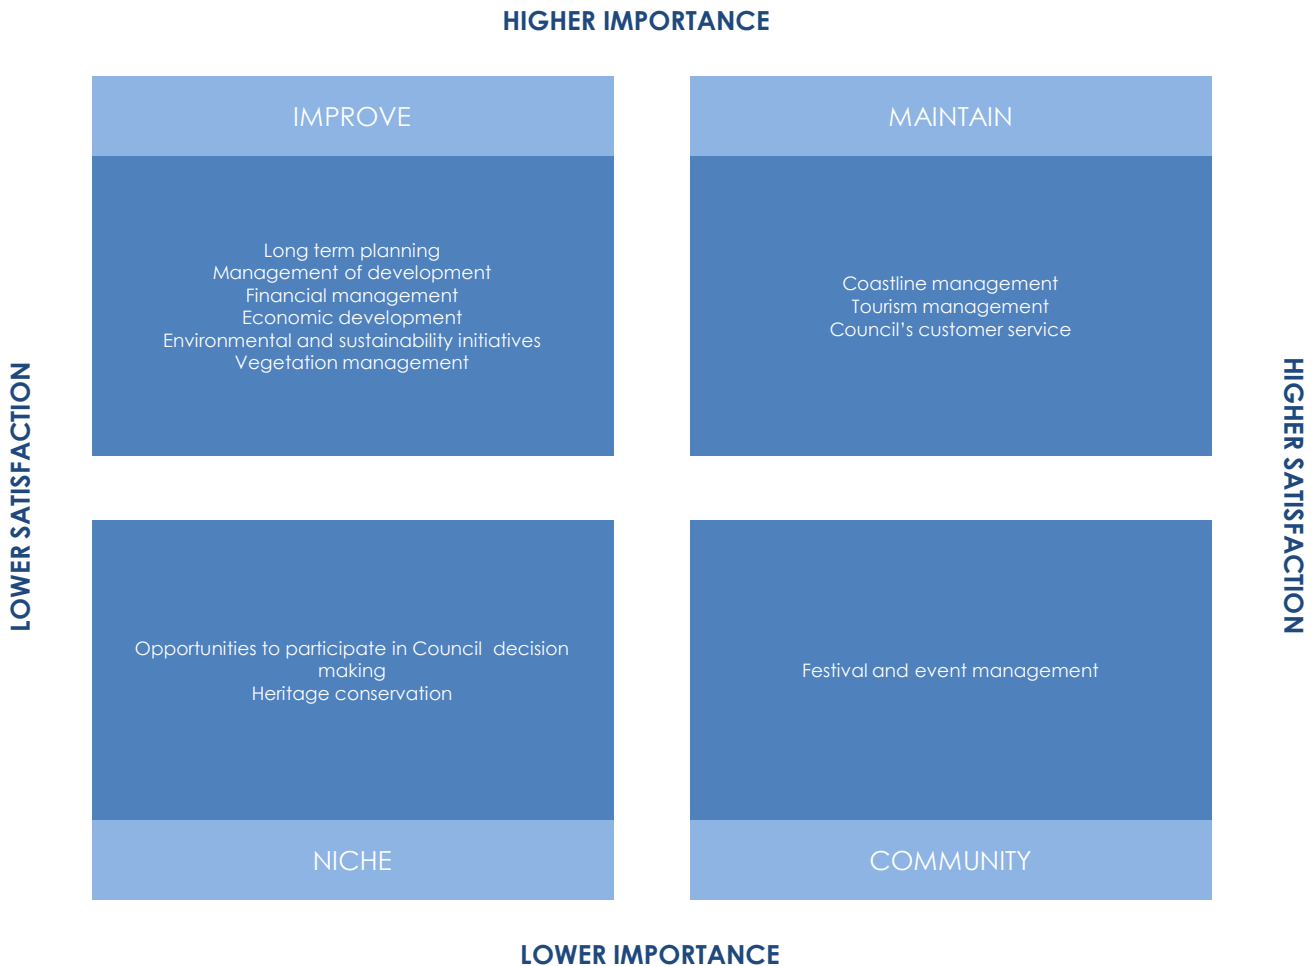 HIGHER IMPORTANCE
IMPROVE
Long term planning
Management of development
Financial management
Economic development
Environmental and sustainability initiatives
Vegetation management
MAINTAIN
Coastline management
Tourism management
Council’s customer service
LOWER SATISFACTION
HIGHER SATISFACTION
Opportunities to participate in Council decision
making
Heritage conservation
NICHE
Festival and event management
COMMUNITY
LOWER IMPORTANCE